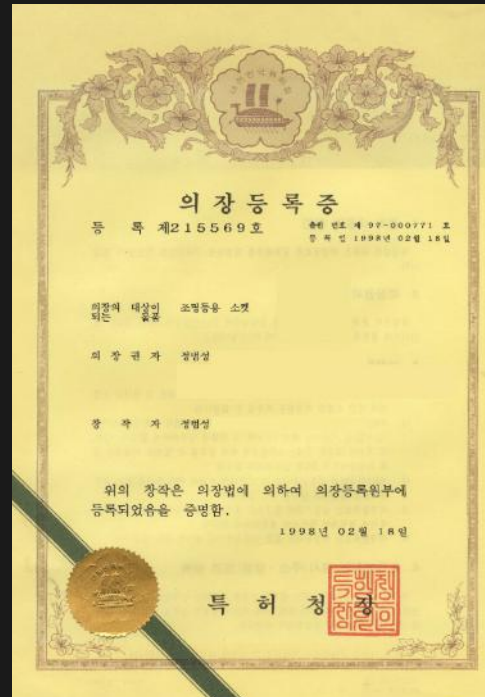 의장등록증
등 록 제215569호
출원 번호 제 97-000771 호
등 록 일 1998년 02월 18일
의장의 대상이
되는 물품
조명등용 소켓
의 장 권 자 정범성
창 작 자 정범성
위의 창작은 의장법에 의하여 의장등록원부에
등록되었음을 증명함.
1998년 02월 18일
특 허 청 장